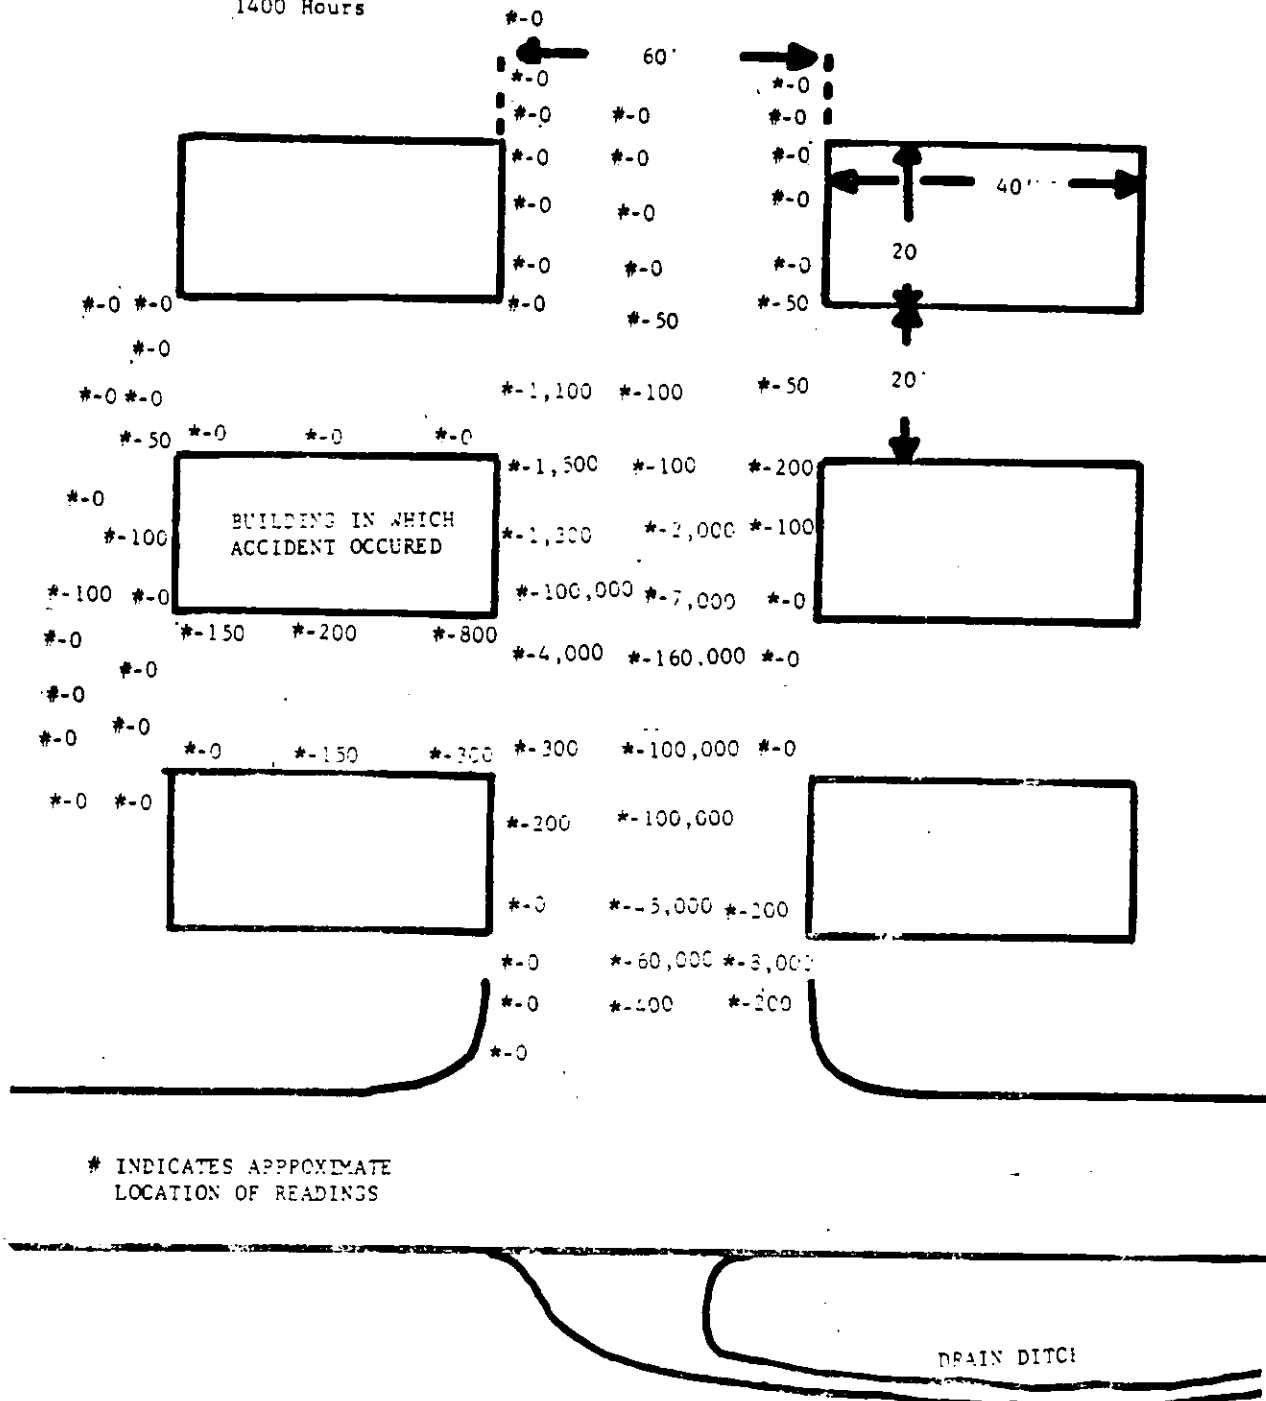 1400 Hours
*-0
60'
*-0 *-0
#-0 #-0 #-0
*-0 #-0 #-0
40'
*-0 *-0 *-0
20
*-0 #-0 #-0
#-0 *-0 #-0 *-50
#-50
#-0
*-1,100 *-100 *-50
20'
*-0 *-0
*-50 *-0 *-0 *-0
*-100 *-200
#-0
BUILDING IN WHICH
*-100
#-100
ACCIDENT OCCURED
#-100 *-0
*-100,000 *-7,000 *-0
*-150 *-200 *-800
#-0
*-4,000 *-160.000 *-0
#-0
#-0
#-0 #-0
*-0 *-150 *-300 *-300 *-100,000 *-0
*-0 *-0
*-200 *-100,000
*-0 *-200
*-0 *-60,000
*-0 *-400 *-200
*-0
# INDICATES APPPOXIMATE
LOCATION OF READINGS
DRAIN DITCH